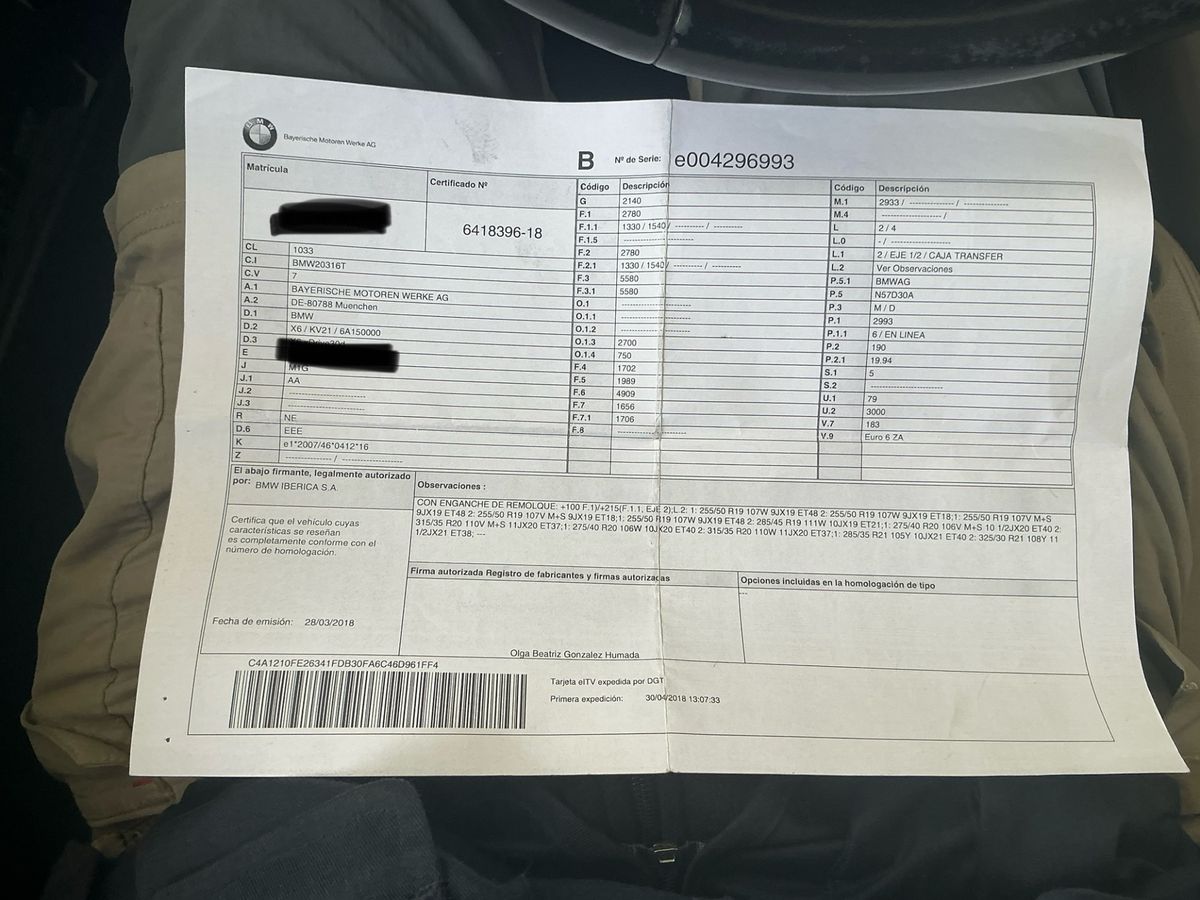 BMW
Bayerische Motoren Werke AG
B Nº de Serie: e004296993
Matrícula
Certificado Nº
6418396-18
CL 1033
C.I BMW20316T
C.V 7
A.1 BAYERISCHE MOTOREN WERKE AG
A.2 DE-80788 Muenchen
D.1 BMW
D.2 X6 / KV21 / 6A150000
D.3
E
J M1G
J.1 AA
J.2 ----------------------
J.3 ----------------------
R NE
D.6 EEE
K e1*2007/46*0412*16
Z --------------- / ------------------
Código Descripción
G 2140
F.1 2780
F.1.1 1330 / 1540 / ---------- / ---------
F.1.5 ---------------------
F.2 2780
F.2.1 1330 / 1540 / ---------- / ---------
F.3 5580
F.3.1 5580
O.1 ---------------------
O.1.1 ---------------------
O.1.2 ---------------------
O.1.3 2700
O.1.4 750
F.4 1702
F.5 1989
F.6 4909
F.7 1656
F.7.1 1706
F.8 ---------------------
Código Descripción
M.1 2933 / -------------- / --------------
M.4 ------------------ /
L 2 / 4
L.0 - / ------------------
L.1 2 / EJE 1/2 / CAJA TRANSFER
L.2 Ver Observaciones
P.5.1 BMWAG
P.5 N57D30A
P.3 M / D
P.1 2993
P.1.1 6 / EN LINEA
P.2 190
P.2.1 19.94
S.1 5
S.2 ---------------------
U.1 79
U.2 3000
V.7 183
V.9 Euro 6 ZA
El abajo firmante, legalmente autorizado
por: BMW IBERICA S.A.
Certifica que el vehículo cuyas
características se reseñan
es completamente conforme con el
número de homologación.
Fecha de emisión: 28/03/2018
Observaciones :
CON ENGANCHE DE REMOLQUE: +100 F.1)/+215(F.1.1, EJE 2),L.2: 1: 255/50 R19 107W 9JX19 ET48 2: 255/50 R19 107W 9JX19 ET18;1: 255/50 R19 107V M+S
9JX19 ET48 2: 255/50 R19 107V M+S 9JX19 ET18;1: 255/50 R19 107W 9JX19 ET48 2: 285/45 R19 111W 10JX19 ET21;1: 275/40 R20 106V M+S 10 1/2JX20 ET40 2:
315/35 R20 110V M+S 11JX20 ET37;1: 275/40 R20 106W 10JX20 ET40 2: 315/35 R20 110W 11JX20 ET37;1: 285/35 R21 105Y 10JX21 ET40 2: 325/30 R21 108Y 11
1/2JX21 ET38; ---
Firma autorizada Registro de fabricantes y firmas autorizadas
Olga Beatriz Gonzalez Humada
Opciones incluidas en la homologación de tipo
---
C4A1210FE26341FDB30FA6C46D961FF4
Tarjeta eITV expedida por DGT
Primera expedición: 30/04/2018 13:07:33